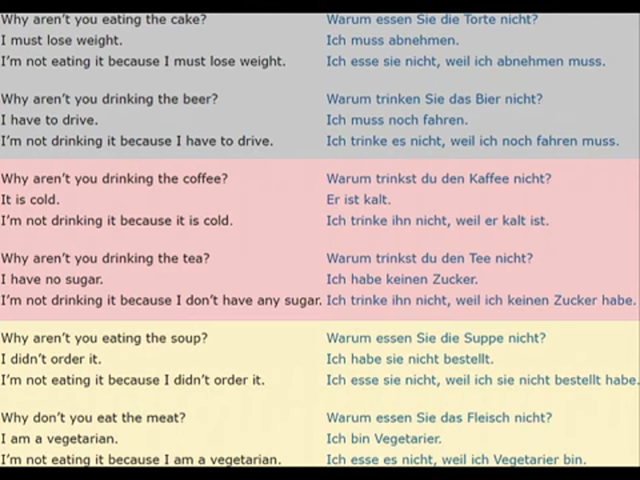 Why aren't you eating the cake? Warum essen Sie die Torte nicht?
I must lose weight. Ich muss abnehmen.
I'm not eating it because I must lose weight. Ich esse sie nicht, weil ich abnehmen muss.
Why aren't you drinking the beer? Warum trinken Sie das Bier nicht?
I have to drive. Ich muss noch fahren.
I'm not drinking it because I have to drive. Ich trinke es nicht, weil ich noch fahren muss.
Why aren't you drinking the coffee? Warum trinkst du den Kaffee nicht?
It is cold. Er ist kalt.
I'm not drinking it because it is cold. Ich trinke ihn nicht, weil er kalt ist.
Why aren't you drinking the tea? Warum trinkst du den Tee nicht?
I have no sugar. Ich habe keinen Zucker.
I'm not drinking it because I don't have any sugar. Ich trinke ihn nicht, weil ich keinen Zucker habe.
Why aren't you eating the soup? Warum essen Sie die Suppe nicht?
I didn't order it. Ich habe sie nicht bestellt.
I'm not eating it because I didn't order it. Ich esse sie nicht, weil ich sie nicht bestellt habe.
Why don't you eat the meat? Warum essen Sie das Fleisch nicht?
I am a vegetarian. Ich bin Vegetarier.
I'm not eating it because I am a vegetarian. Ich esse es nicht, weil ich Vegetarier bin.